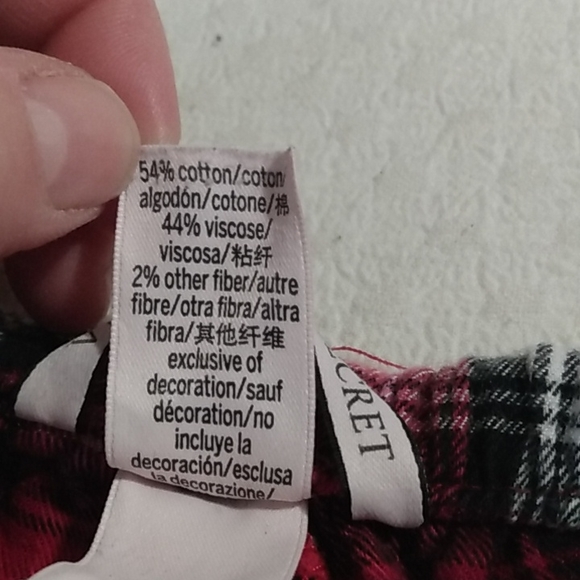 54% cotton/coton/
algodón/cotone/棉
44% viscose/
viscosa/粘纤
2% other fiber/autre
fibre/otra fibra/altra
fibra/其他纤维
exclusive of
decoration/sauf
décoration/no
incluye la
decoración/esclusa
la decorazione/
CRET